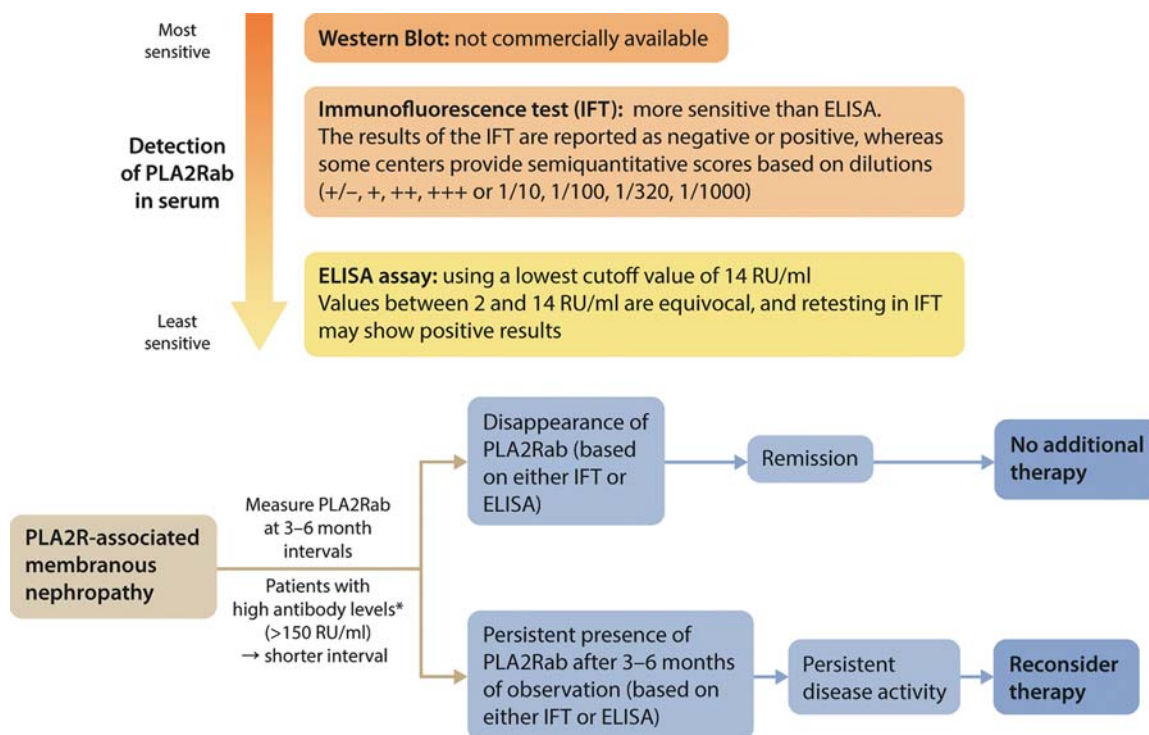 Most
sensitive
Detection
of PLA2Rab
in serum
Least
sensitive
Western Blot: not commercially available
Immunofluorescence test (IFT): more sensitive than ELISA.
The results of the IFT are reported as negative or positive, whereas
some centers provide semiquantitative scores based on dilutions
(+/–, +, ++, +++ or 1/10, 1/100, 1/320, 1/1000)
ELISA assay: using a lowest cutoff value of 14 RU/ml
Values between 2 and 14 RU/ml are equivocal, and retesting in IFT
may show positive results
PLA2R-associated
membranous
nephropathy
Measure PLA2Rab
at 3–6 month
intervals
Patients with
high antibody levels*
(>150 RU/ml)
→ shorter interval
Disappearance of
PLA2Rab (based
on either IFT or
ELISA)
Remission
No additional
therapy
Persistent presence of
PLA2Rab after 3–6 months
of observation (based on
either IFT or ELISA)
Persistent
disease activity
Reconsider
therapy